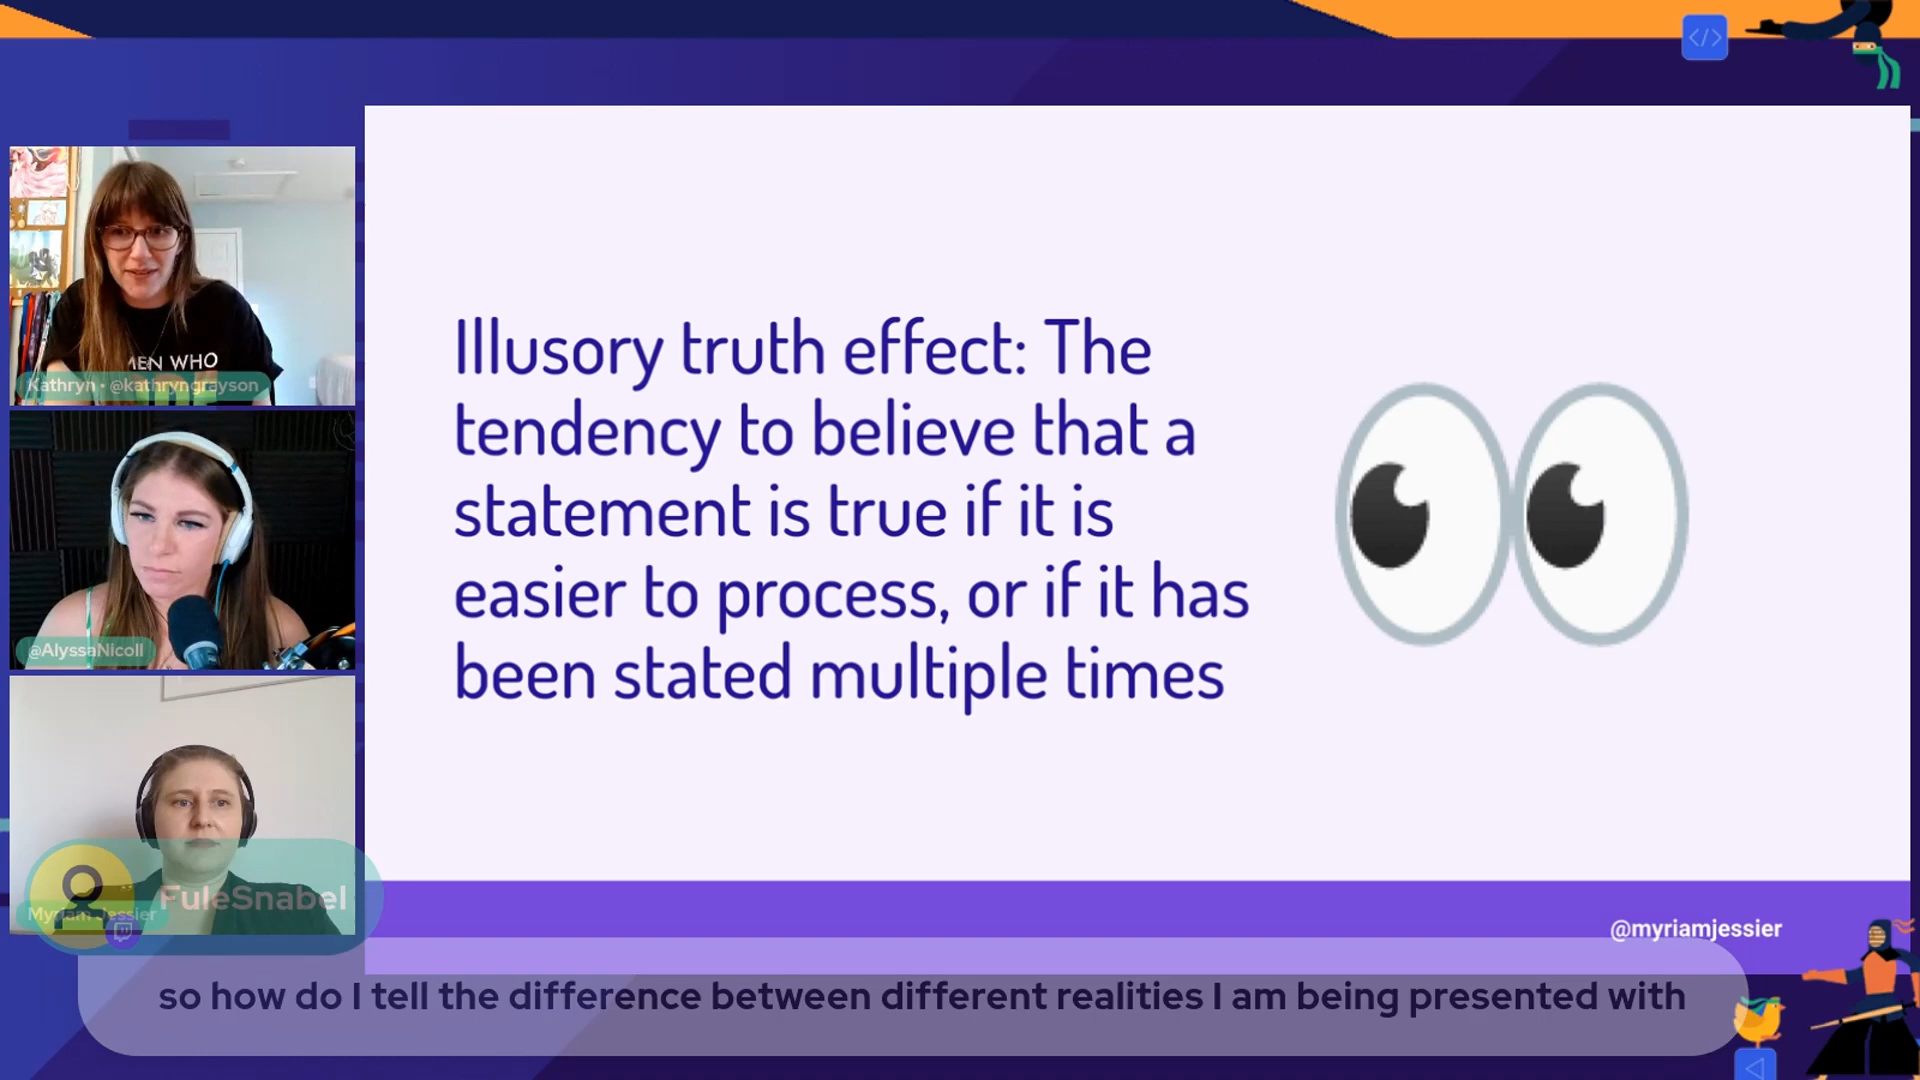 </>
MEN WHO
Kathryn • @kathryngrayson
@AlyssaNicoll
Myriam Jessier
FuleSnabel
Illusory truth effect: The
tendency to believe that a
statement is true if it is
easier to process, or if it has
been stated multiple times
@myriamjessier
so how do I tell the difference between different realities I am being presented with